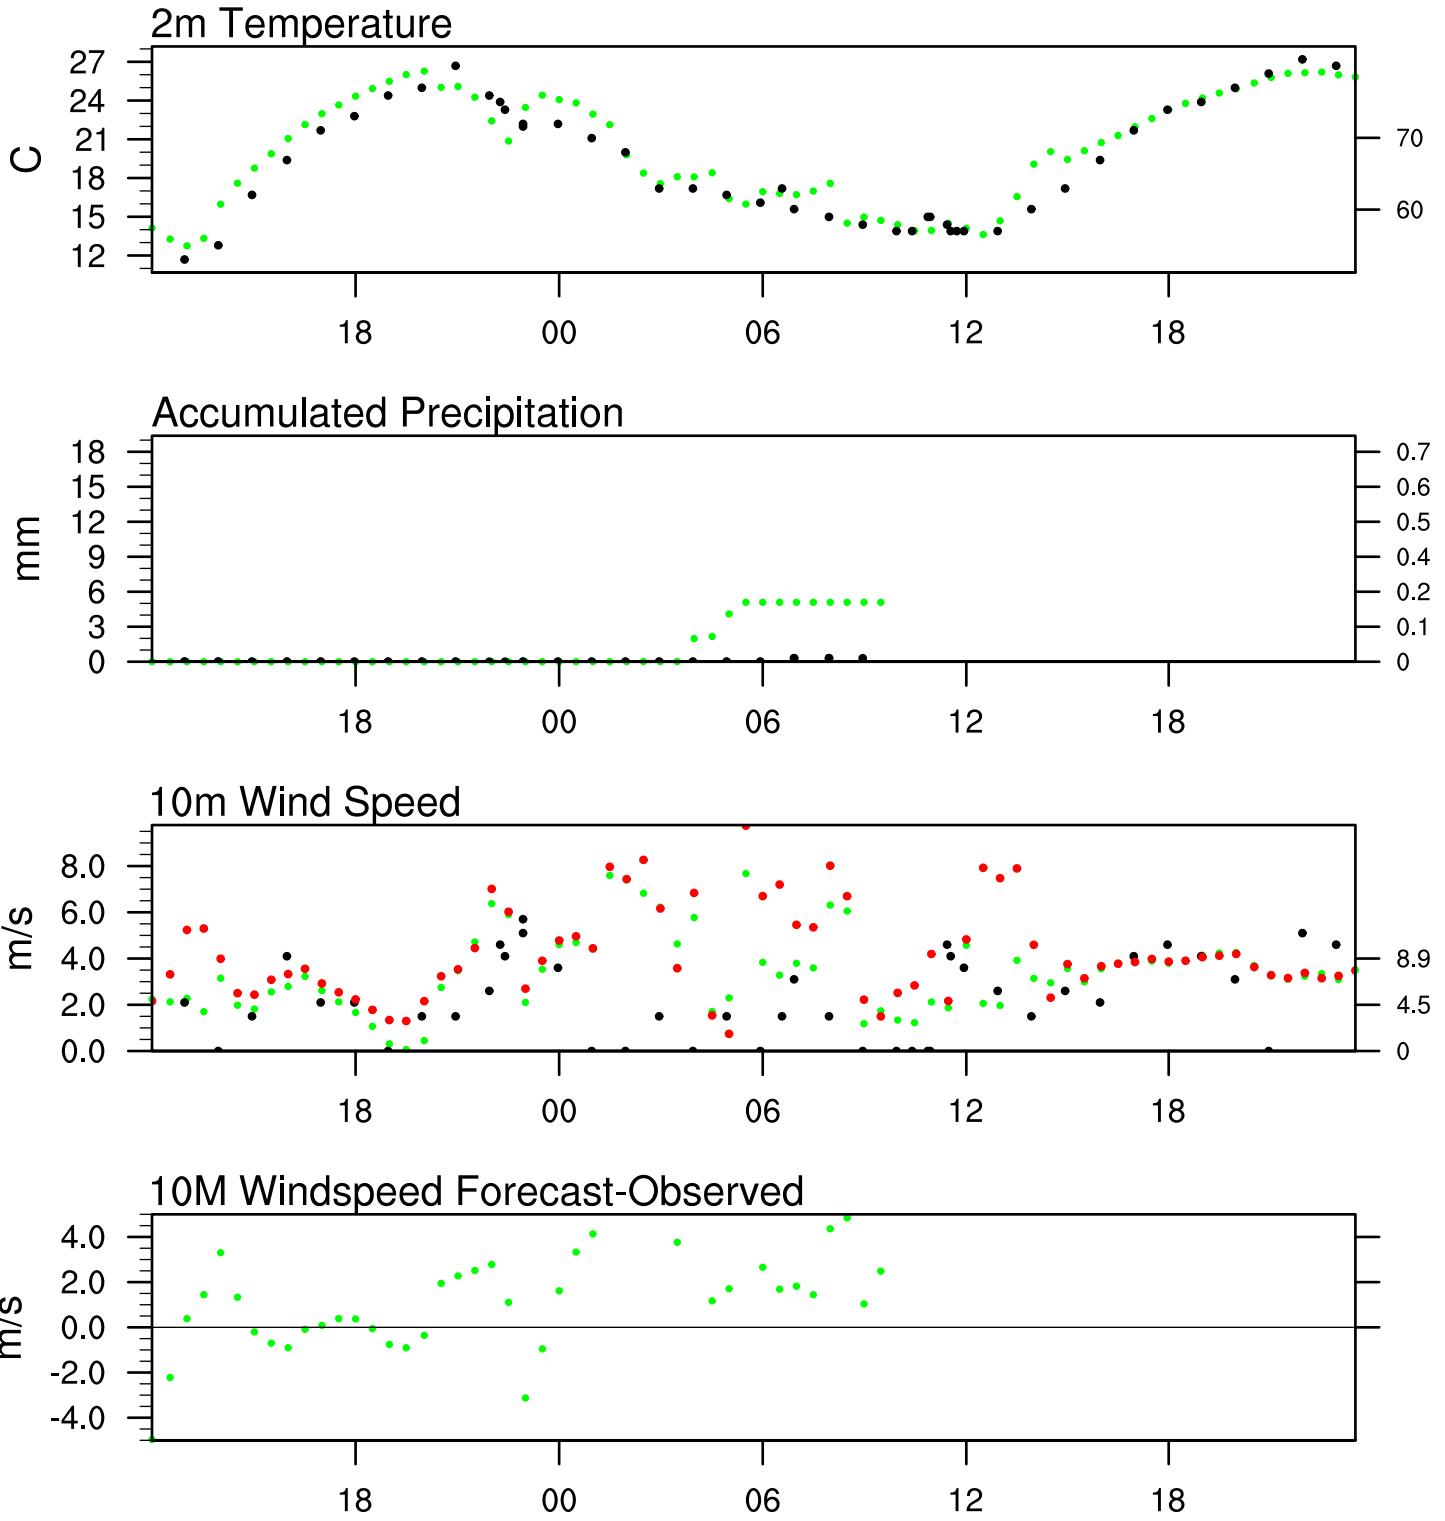 2m Temperature
27
24
21
18
15
12
C
70
60
18 00 06 12 18
Accumulated Precipitation
18
15
12
9
6
3
0
mm
0.7
0.6
0.5
0.4
0.2
0.1
0
18 00 06 12 18
10m Wind Speed
8.0
6.0
4.0
2.0
0.0
m/s
8.9
4.5
0
18 00 06 12 18
10M Windspeed Forecast-Observed
4.0
2.0
0.0
-2.0
-4.0
m/s
18 00 06 12 18